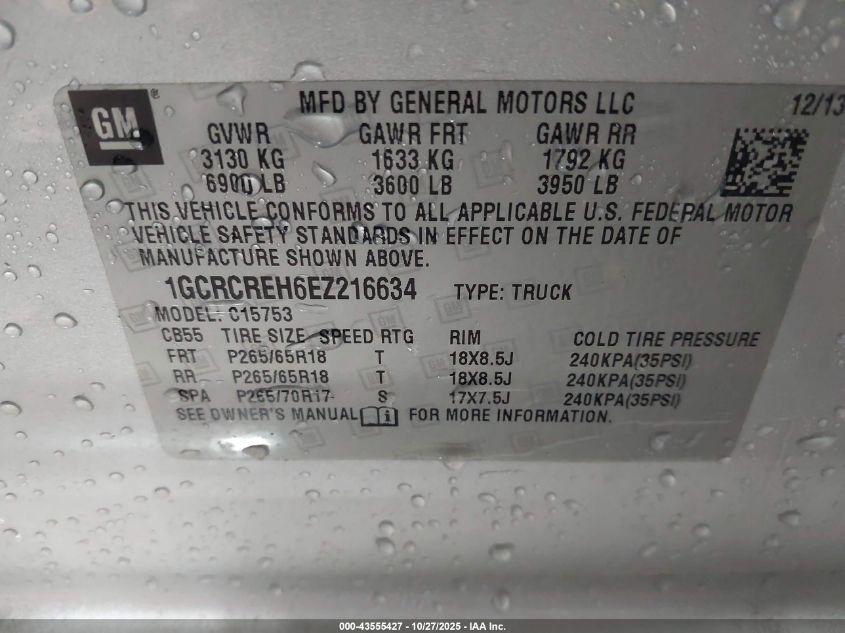 GM ® MFD BY GENERAL MOTORS LLC 12/13
GVWR GAWR FRT GAWR RR
3130 KG 1633 KG 1792 KG
6900 LB 3600 LB 3950 LB
THIS VEHICLE CONFORMS TO ALL APPLICABLE U.S. FEDERAL MOTOR
VEHICLE SAFETY STANDARDS IN EFFECT ON THE DATE OF
MANUFACTURE SHOWN ABOVE.
1GCRCREH6EZ216634 TYPE: TRUCK
MODEL: C15753
CB55 TIRE SIZE SPEED RTG RIM COLD TIRE PRESSURE
FRT P265/65R18 T 18X8.5J 240KPA(35PSI)
RR P265/65R18 T 18X8.5J 240KPA(35PSI)
SPA P265/70R17 S 17X7.5J 240KPA(35PSI)
SEE OWNER'S MANUAL i FOR MORE INFORMATION.
000-43555427 - 10/27/2025 - IAA Inc.